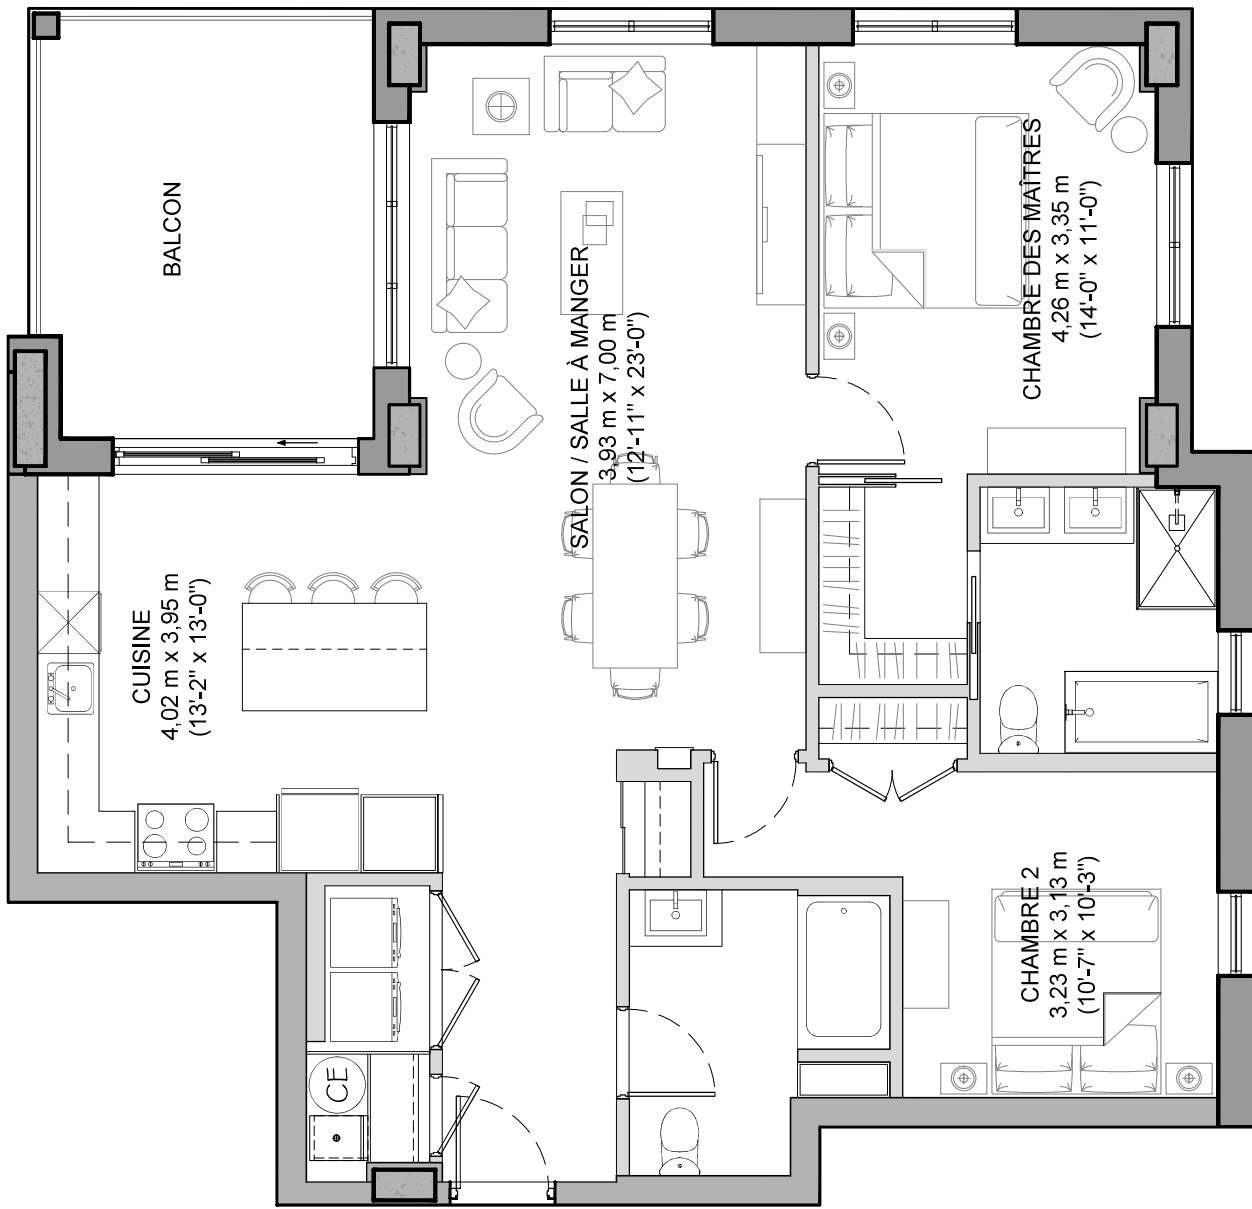 BALCON
SALON / SALLE À MANGER
3,93 m x 7,00 m
(12'-11" x 23'-0")
CHAMBRE DES MAÎTRES
4,26 m x 3,35 m
(14'-0" x 11'-0")
CUISINE
4,02 m x 3,95 m
(13'-2" x 13'-0")
CHAMBRE 2
3,23 m x 3,13 m
(10'-7" x 10'-3")
CE